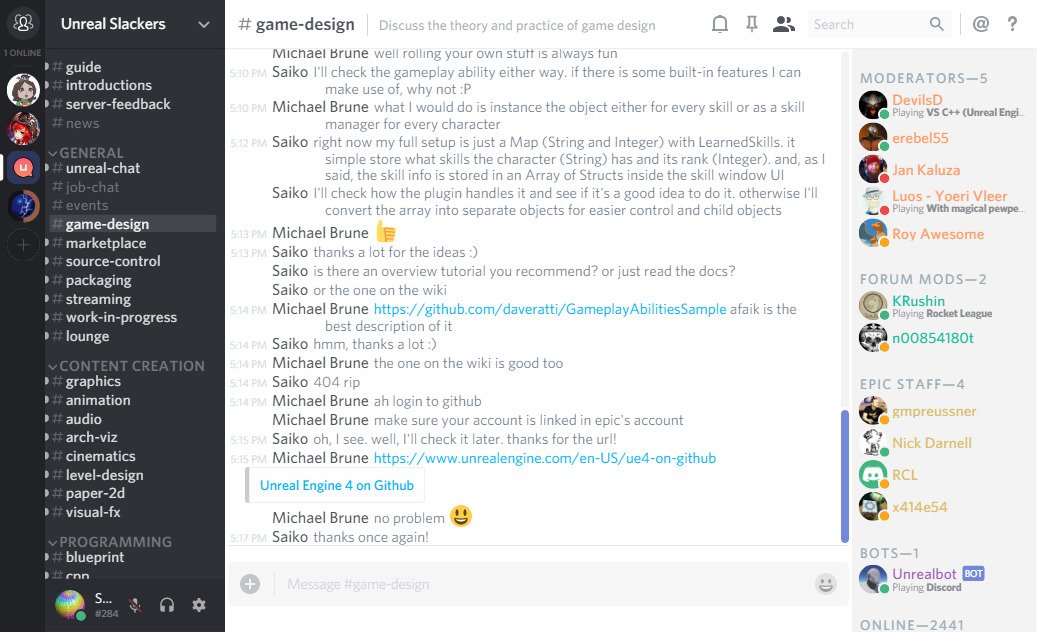 Unreal Slackers
# game-design
Discuss the theory and practice of game design
Search
@
?
1 ONLINE
# guide
# introductions
# server-feedback
# news
GENERAL
# unreal-chat
# job-chat
# events
# game-design
# marketplace
# source-control
# packaging
# streaming
# work-in-progress
# lounge
CONTENT CREATION
# graphics
# animation
# audio
# arch-viz
# cinematics
# level-design
# paper-2d
# visual-fx
PROGRAMMING
# blueprint
# cpp
S...
#284
Michael Brune well rolling your own stuff is always fun
5:10 PM Saiko I'll check the gameplay ability either way. if there is some built-in features I can
make use of, why not :P
5:10 PM Michael Brune what I would do is instance the object either for every skill or as a skill
manager for every character
5:12 PM Saiko right now my full setup is just a Map (String and Integer) with LearnedSkills. it
simple store what skills the character (String) has and its rank (Integer). and, as I
said, the skill info is stored in an Array of Structs inside the skill window UI
Saiko I'll check how the plugin handles it and see if it's a good idea to do it. otherwise I'll
convert the array into separate objects for easier control and child objects
5:13 PM Michael Brune
5:13 PM Saiko thanks a lot for the ideas :)
Saiko is there an overview tutorial you recommend? or just read the docs?
Saiko or the one on the wiki
5:14 PM Michael Brune https://github.com/daveratti/GameplayAbilitiesSample afaik is the
best description of it
5:14 PM Saiko hmm, thanks a lot :)
5:14 PM Michael Brune the one on the wiki is good too
5:14 PM Saiko 404 rip
5:14 PM Michael Brune ah login to github
Michael Brune make sure your account is linked in epic's account
5:15 PM Saiko oh, I see. well, I'll check it later. thanks for the url!
5:15 PM Michael Brune https://www.unrealengine.com/en-US/ue4-on-github
Unreal Engine 4 on Github
Michael Brune no problem
5:17 PM Saiko thanks once again!
Message #game-design
MODERATORS—5
DevilsD
Playing VS C++ (Unreal Engi...
erebel55
Jan Kaluza
Luos - Yoeri Vleer
Playing With magical pewpe...
Roy Awesome
FORUM MODS—2
KRushin
Playing Rocket League
n00854180t
EPIC STAFF—4
gmpreussner
Nick Darnell
RCL
x414e54
BOTS—1
Unrealbot BOT
Playing Discord
ONLINE—2441